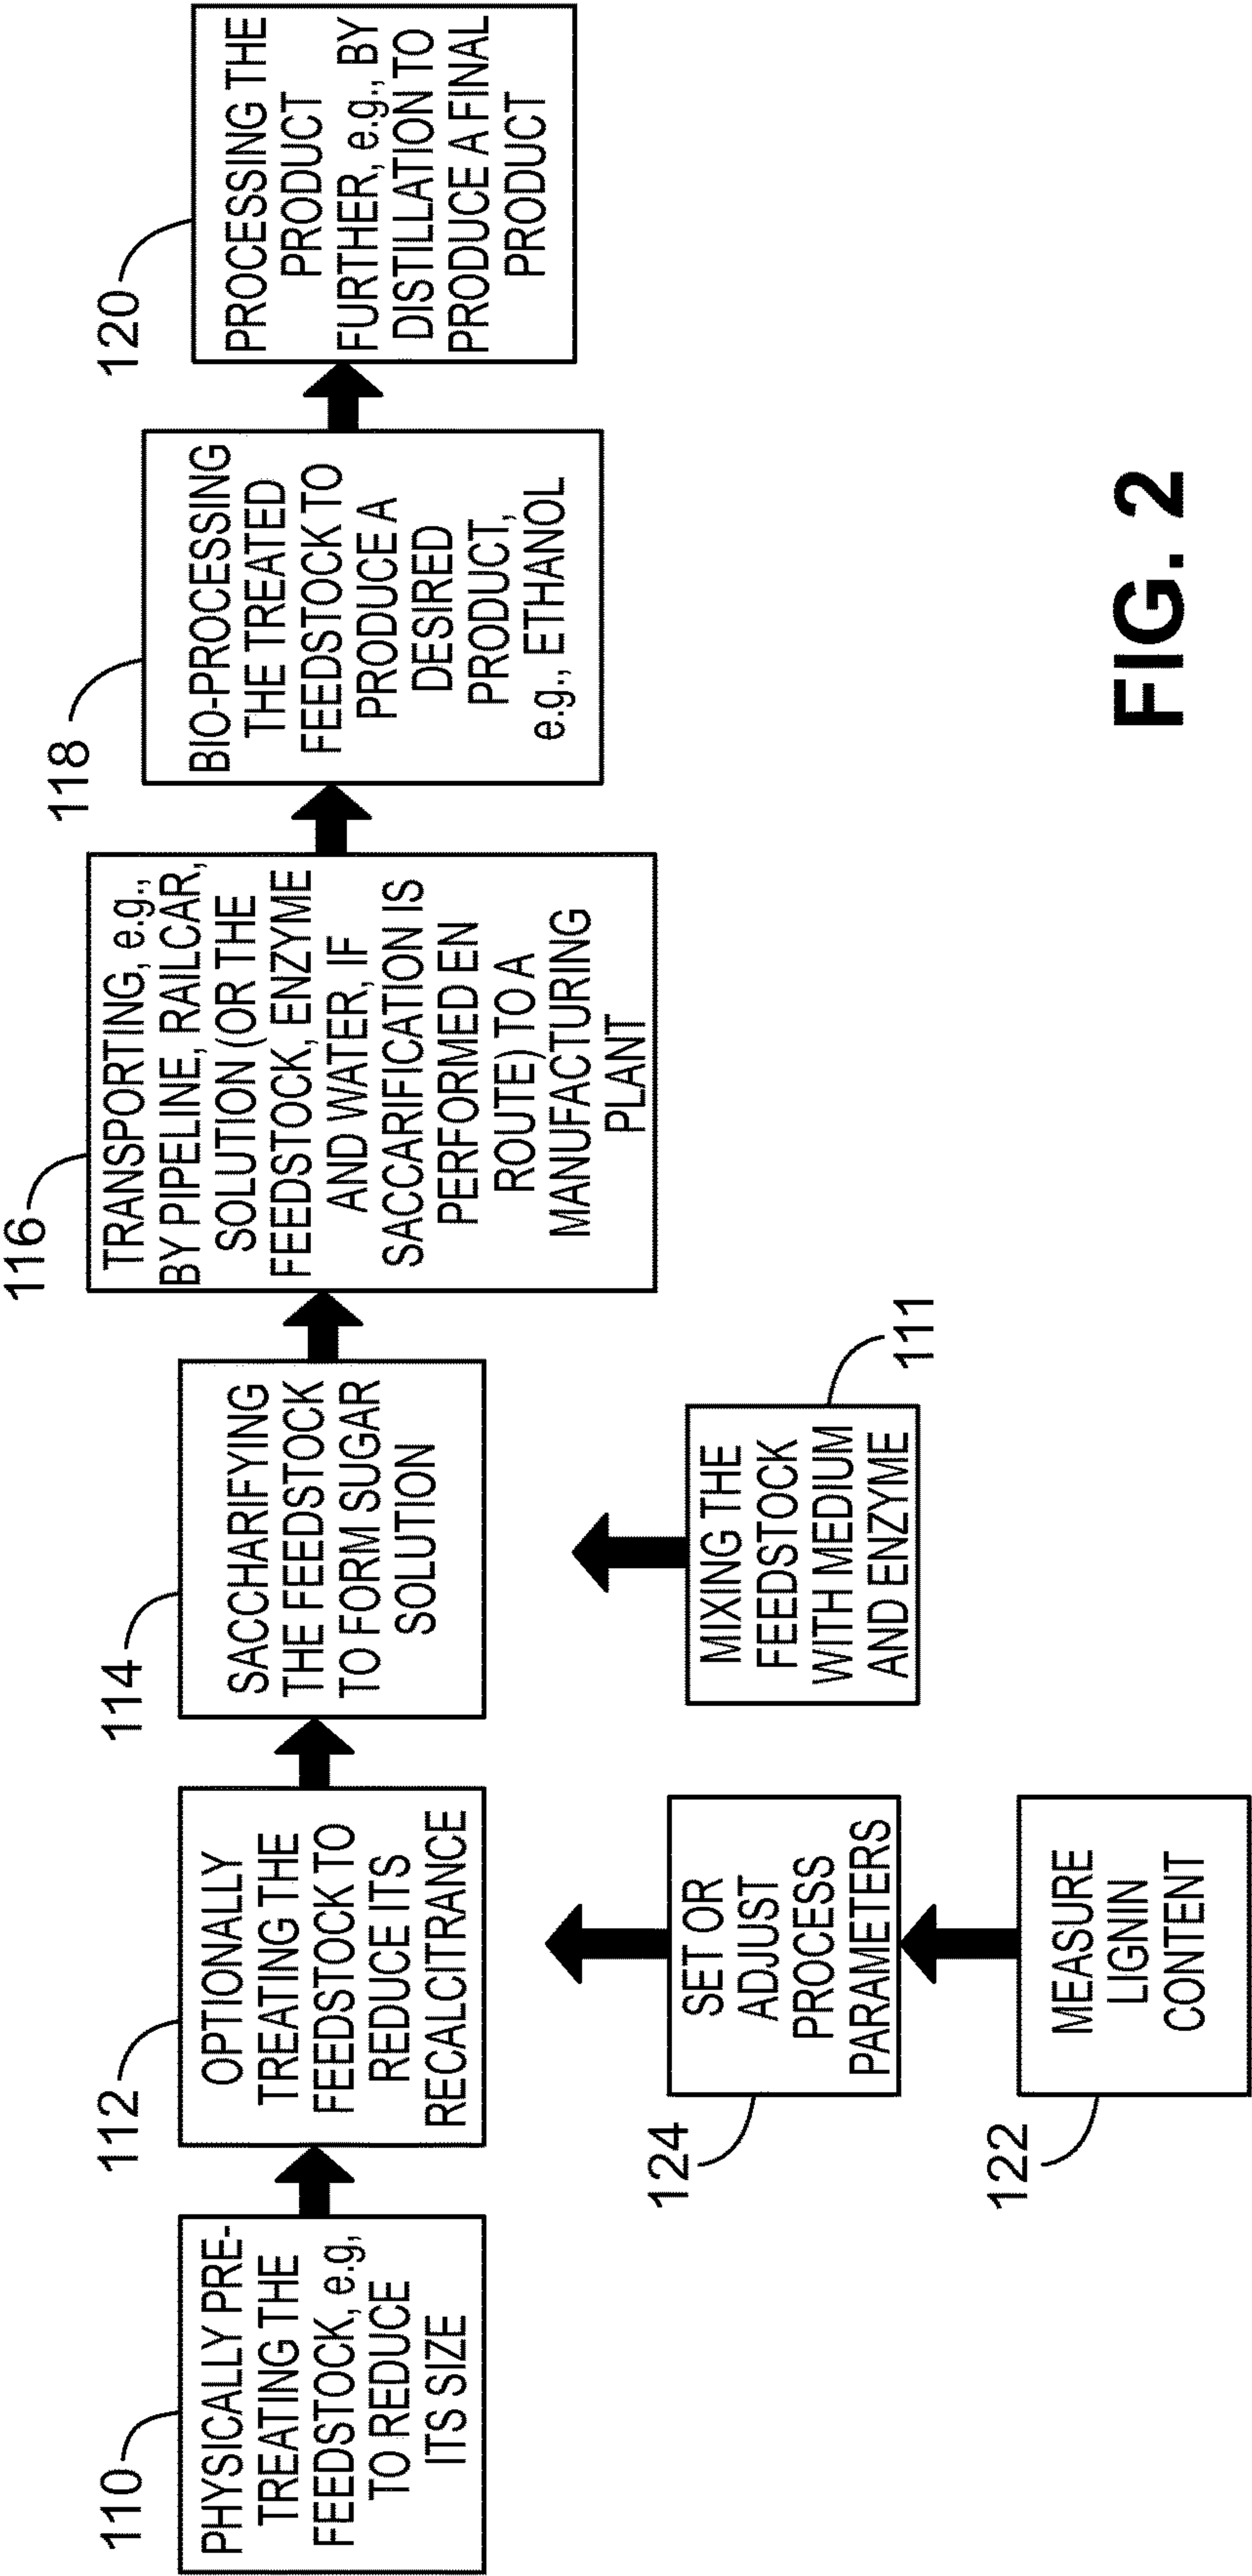 110
PHYSICALLY PRE-
TREATING THE
FEEDSTOCK, e.g,
TO REDUCE
ITS SIZE
112
OPTIONALLY
TREATING THE
FEEDSTOCK TO
REDUCE ITS
RECALCITRANCE
114
SACCHARIFYING
THE FEEDSTOCK
TO FORM SUGAR
SOLUTION
116
TRANSPORTING, e.g.,
BY PIPELINE, RAILCAR,
SOLUTION (OR THE
FEEDSTOCK, ENZYME
AND WATER, IF
SACCARIFICATION IS
PERFORMED EN
ROUTE) TO A
MANUFACTURING
PLANT
118
BIO-PROCESSING
THE TREATED
FEEDSTOCK TO
PRODUCE A
DESIRED
PRODUCT,
e.g., ETHANOL
120
PROCESSING THE
PRODUCT
FURTHER, e.g., BY
DISTILLATION TO
PRODUCE A FINAL
PRODUCT
124
SET OR
ADJUST
PROCESS
PARAMETERS
111
MIXING THE
FEEDSTOCK
WITH MEDIUM
AND ENZYME
122
MEASURE
LIGNIN
CONTENT
FIG. 2